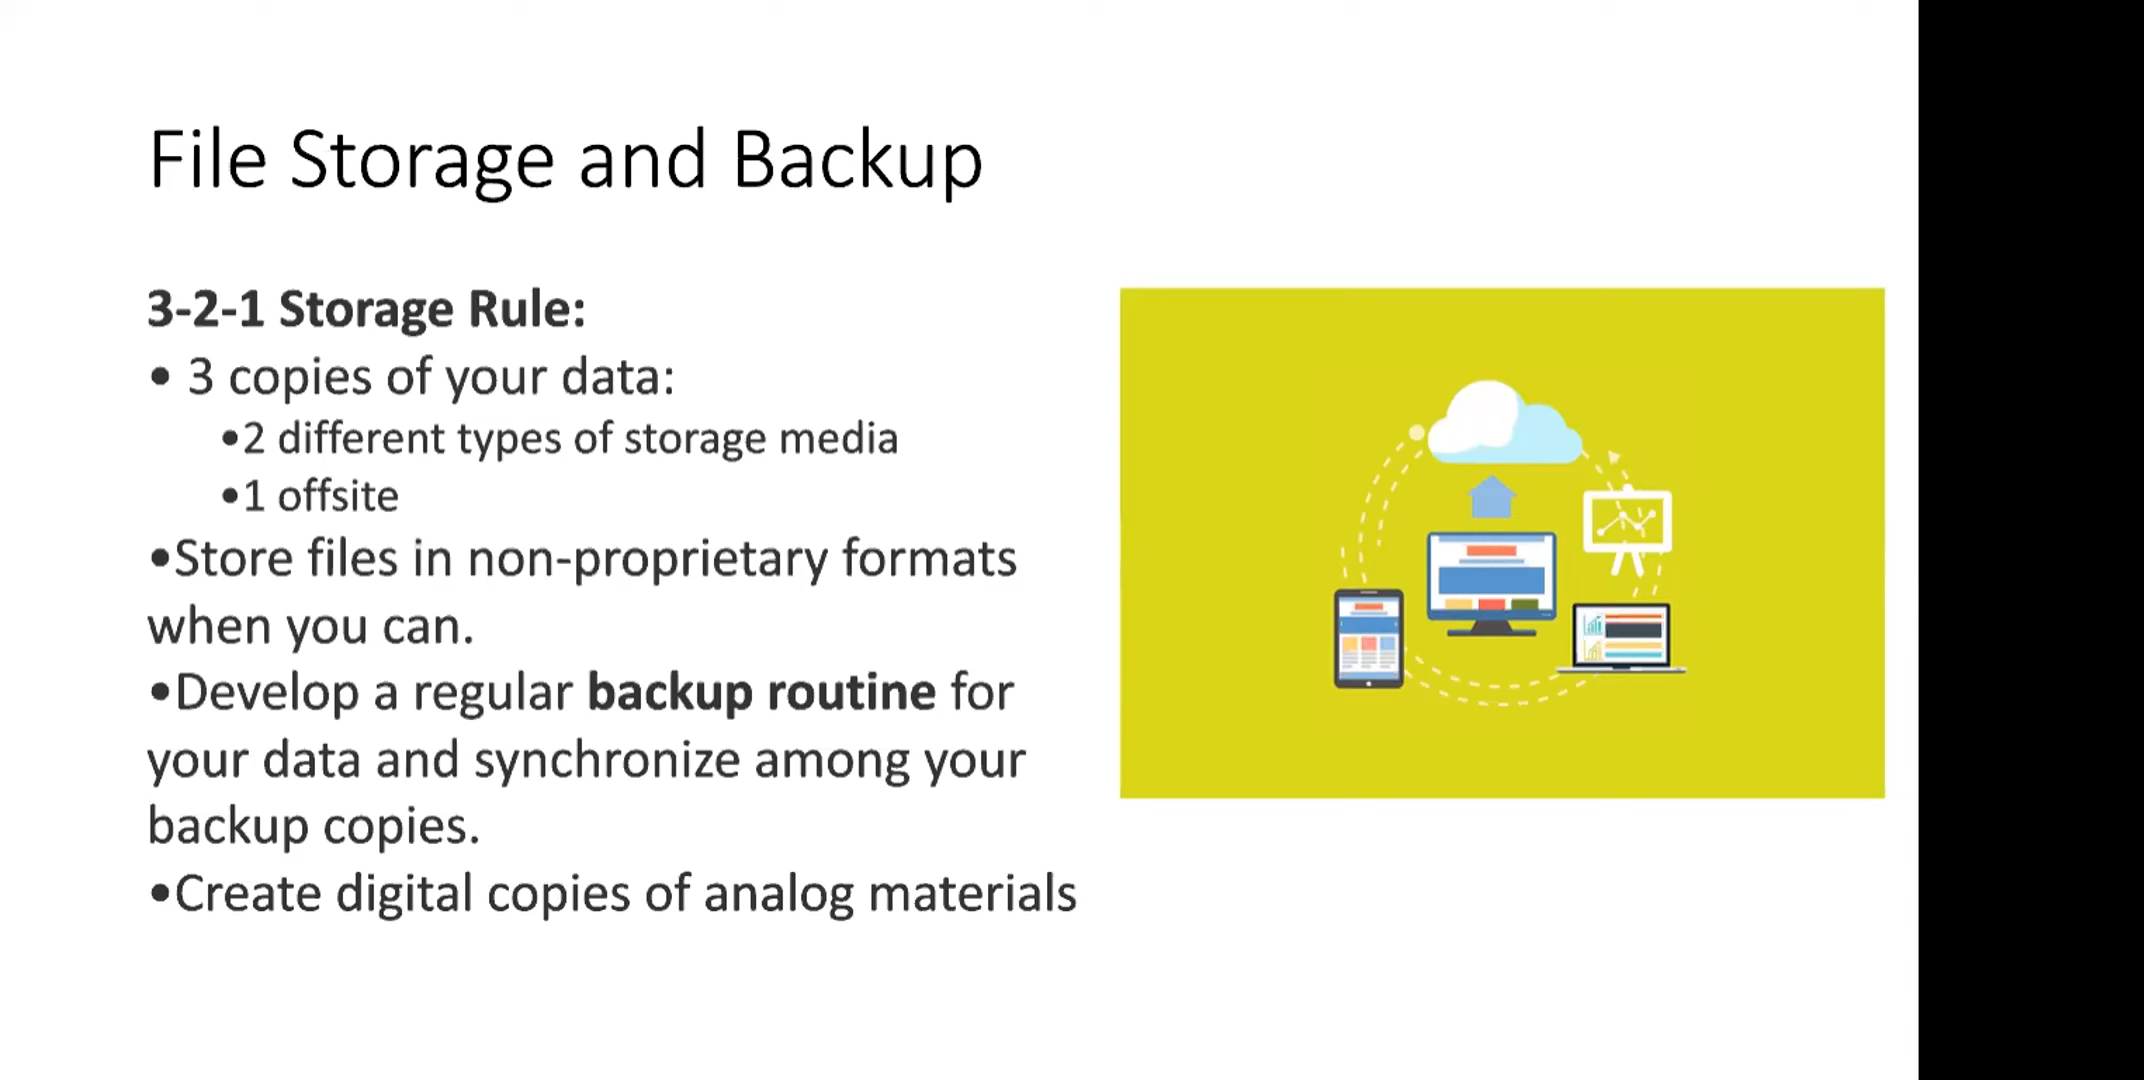 File Storage and Backup
3-2-1 Storage Rule:
• 3 copies of your data:
•2 different types of storage media
•1 offsite
•Store files in non-proprietary formats
when you can.
•Develop a regular backup routine for
your data and synchronize among your
backup copies.
•Create digital copies of analog materials